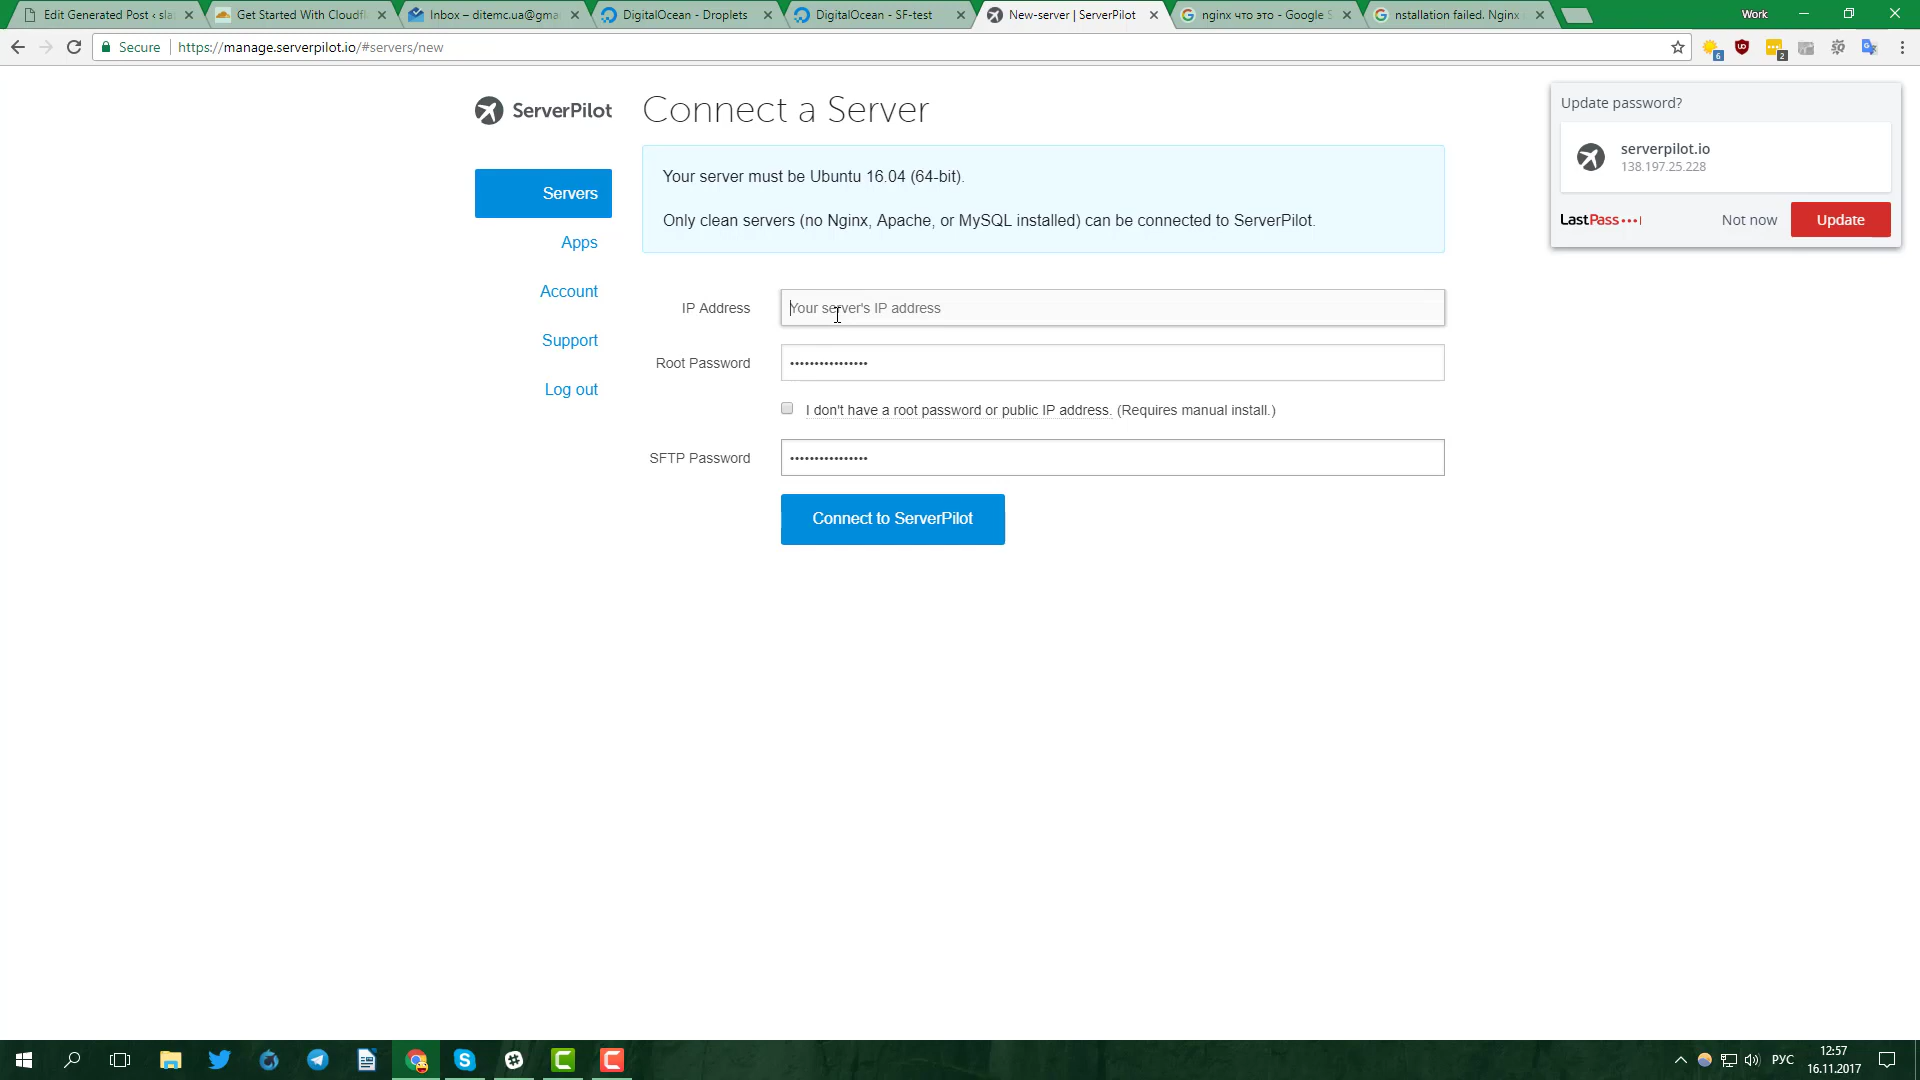 Edit Generated Post ‹ sla
Get Started With Cloudfl
Inbox – ditemc.ua@gma
DigitalOcean - Droplets
DigitalOcean - SF-test
New-server | ServerPilot
nginx что это - Google S
nstallation failed. Nginx
Work
Secure
https://manage.serverpilot.io/#servers/new
6
2
ServerPilot
Connect a Server
Update password?
serverpilot.io
138.197.25.228
LastPass
Not now
Update
Your server must be Ubuntu 16.04 (64-bit).
Only clean servers (no Nginx, Apache, or MySQL installed) can be connected to ServerPilot.
Servers
Apps
Account
Support
Log out
IP Address
Your server's IP address
Root Password
I don't have a root password or public IP address. (Requires manual install.)
SFTP Password
Connect to ServerPilot
РУС
12:57
16.11.2017